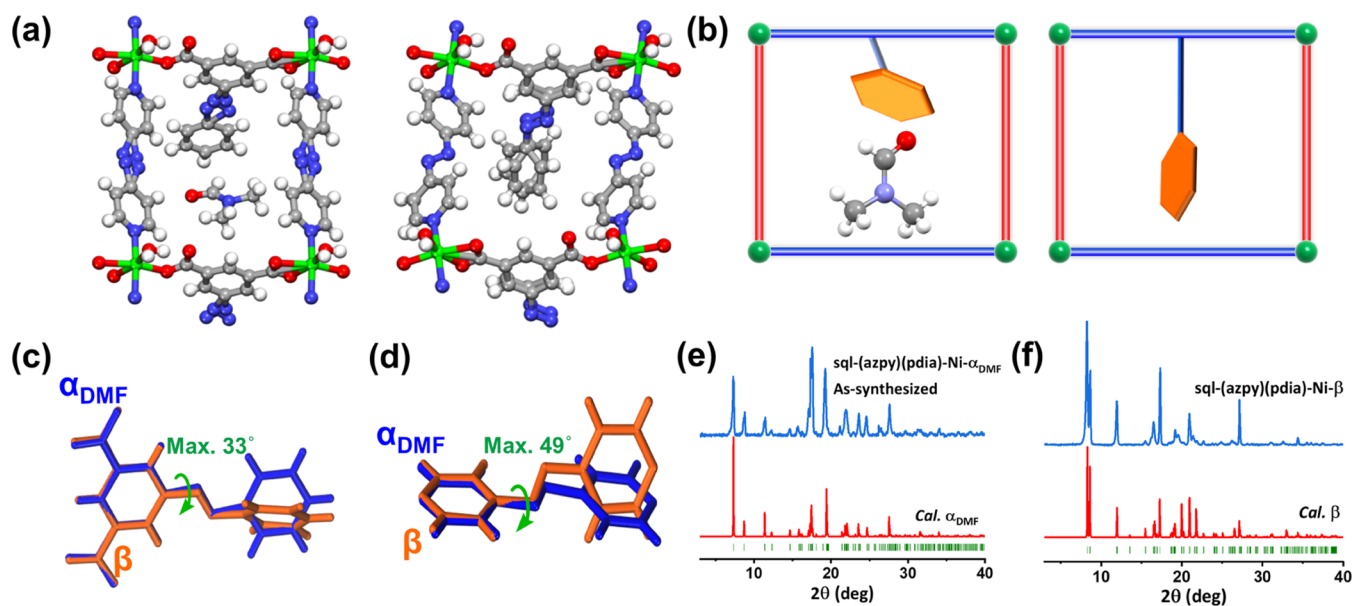 (a)
(b)
(c)
αDMF
Max. 33°
β
(d)
αDMF
Max. 49°
β
(e)
sql-(azpy)(pdia)-Ni-αDMF
As-synthesized
Cal. αDMF
10
20
30
40
2θ (deg)
(f)
sql-(azpy)(pdia)-Ni-β
Cal. β
10
20
30
40
2θ (deg)